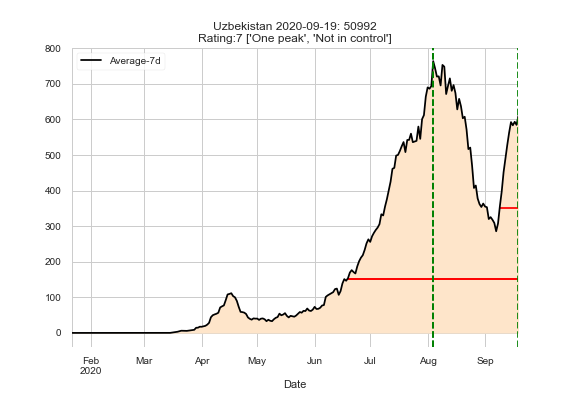 Uzbekistan 2020-09-19: 50992
Rating:7 ['One peak', 'Not in control']
800
Average-7d
700
600
500
400
300
200
100
0
Feb Mar Apr May Jun Jul Aug Sep
2020
Date